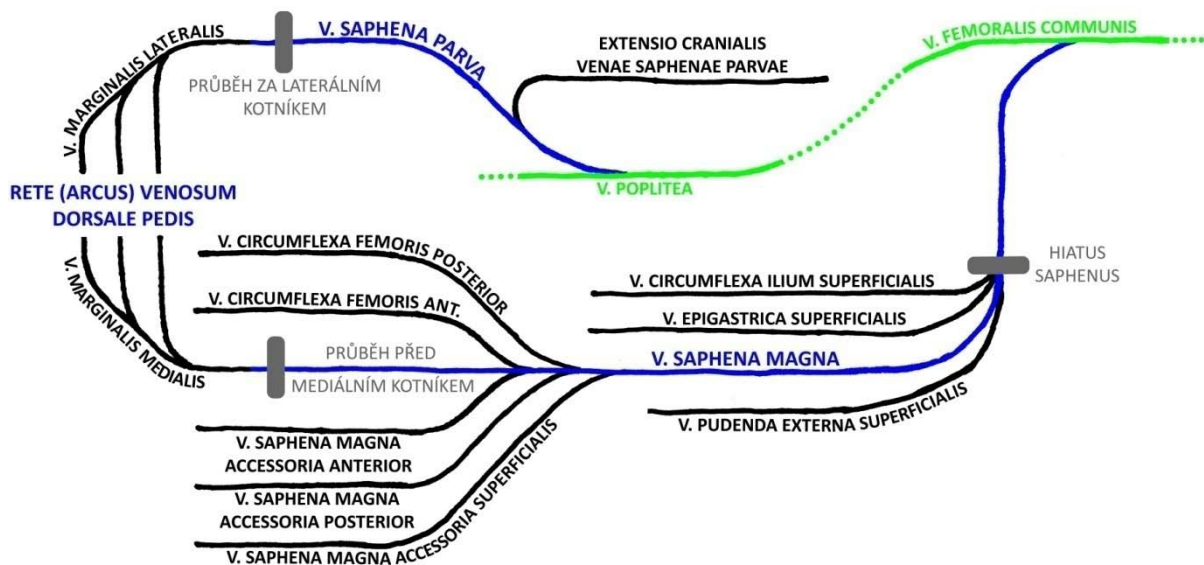 V. MARGINALIS LATERALIS
V. SAPHENA PARVA
PRŮBĚH ZA LATERÁLNÍM
KOTNÍKEM
EXTENSIO CRANIALIS
VENAE SAPHENAE PARVAE
V. FEMORALIS COMMUNIS
V. POPLITEA
RETE (ARCUS) VENOSUM
DORSALE PEDIS
V. MARGINALIS MEDIALIS
V. CIRCUMFLEXA FEMORIS POSTERIOR
V. CIRCUMFLEXA FEMORIS ANT.
PRŮBĚH PŘED
MEDIÁLNÍM KOTNÍKEM
V. SAPHENA MAGNA
ACCESSORIA ANTERIOR
V. SAPHENA MAGNA
ACCESSORIA POSTERIOR
V. SAPHENA MAGNA ACCESSORIA SUPERFICIALIS
V. CIRCUMFLEXA ILIUM SUPERFICIALIS
V. EPIGASTRICA SUPERFICIALIS
V. SAPHENA MAGNA
V. PUDENDA EXTERNA SUPERFICIALIS
HIATUS
SAPHENUS